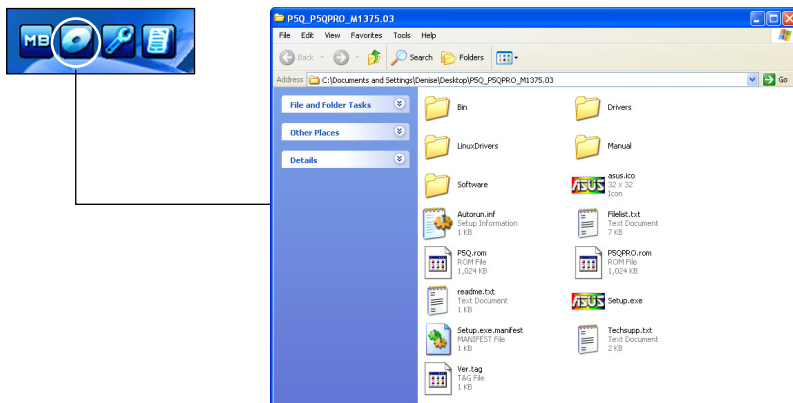 MB
P5Q_P5QPRO_M1375.03
File Edit View Favorites Tools Help
Back Search Folders
Address C:\Documents and Settings\Denise\Desktop\P5Q_P5QPRO_M1375.03 Go
File and Folder Tasks
Other Places
Details
Bin
Drivers
LinuxDrivers
Manual
Software
ASUS
asus.ico
32 x 32
Icon
Autorun.inf
Setup Information
1 KB
Filelist.txt
Text Document
7 KB
P5Q.rom
ROM File
1,024 KB
P5QPRO.rom
ROM File
1,024 KB
readme.txt
Text Document
1 KB
ASUS
Setup.exe
Setup.exe.manifest
MANIFEST File
1 KB
Techsupp.txt
Text Document
2 KB
Ver.tag
TAG File
1 KB